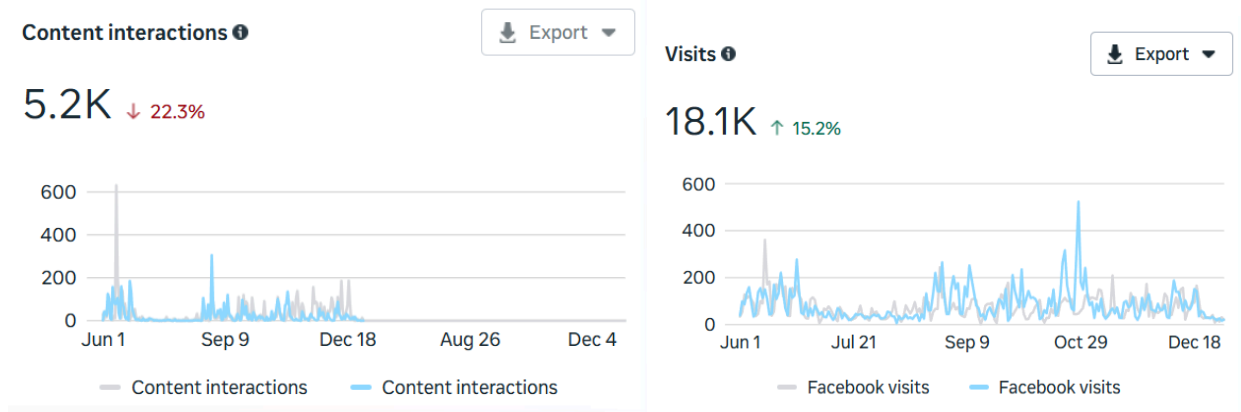 Content interactions
Export
5.2K ↓ 22.3%
600
400
200
0
Jun 1 Sep 9 Dec 18 Aug 26 Dec 4
Content interactions Content interactions
Visits
Export
18.1K ↑ 15.2%
600
400
200
0
Jun 1 Jul 21 Sep 9 Oct 29 Dec 18
Facebook visits Facebook visits